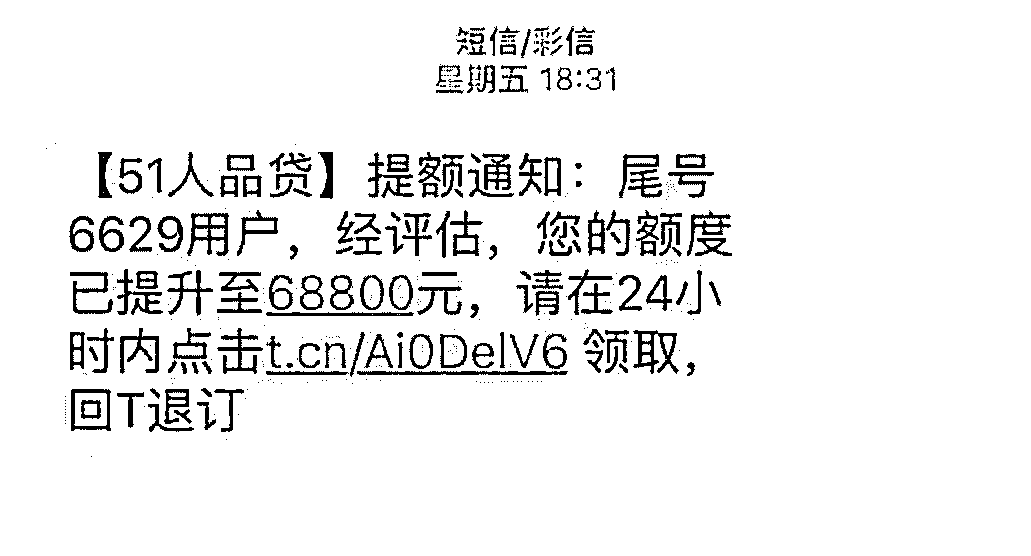 短信/彩信
星期五 18:31
【51人品贷】提额通知：尾号
6629用户，经评估，您的额度
已提升至68800元，请在24小
时内点击t.cn/Ai0DelV6 领取，
回T退订